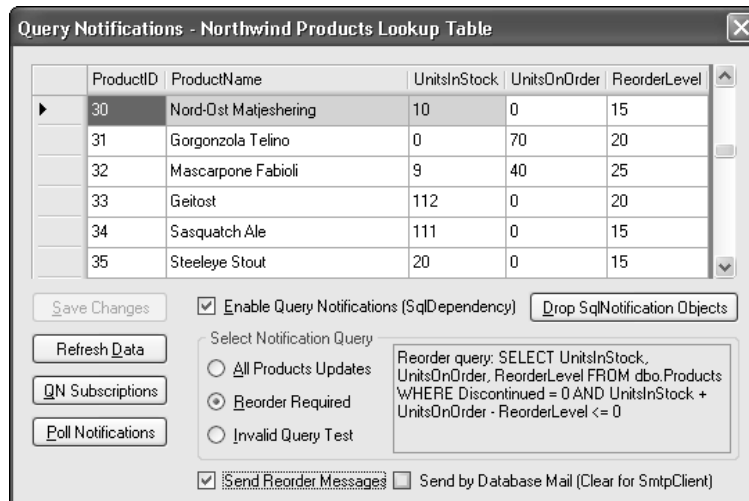 Query Notifications - Northwind Products Lookup Table
ProductID ProductName UnitsInStock UnitsOnOrder ReorderLevel
30 Nord-Ost Matjeshering 10 0 15
31 Gorgonzola Telino 0 70 20
32 Mascarpone Fabioli 9 40 25
33 Geitost 112 0 20
34 Sasquatch Ale 111 0 15
35 Steeleye Stout 20 0 15
Save Changes Enable Query Notifications (SqlDependency) Drop SqlNotification Objects
Refresh Data
QN Subscriptions
Poll Notifications
Select Notification Query
All Products Updates
Reorder Required
Invalid Query Test
Reorder query: SELECT UnitsInStock,
UnitsOnOrder, ReorderLevel FROM dbo.Products
WHERE Discontinued = 0 AND UnitsInStock +
UnitsOnOrder - ReorderLevel <= 0
Send Reorder Messages Send by Database Mail (Clear for SmtpClient)